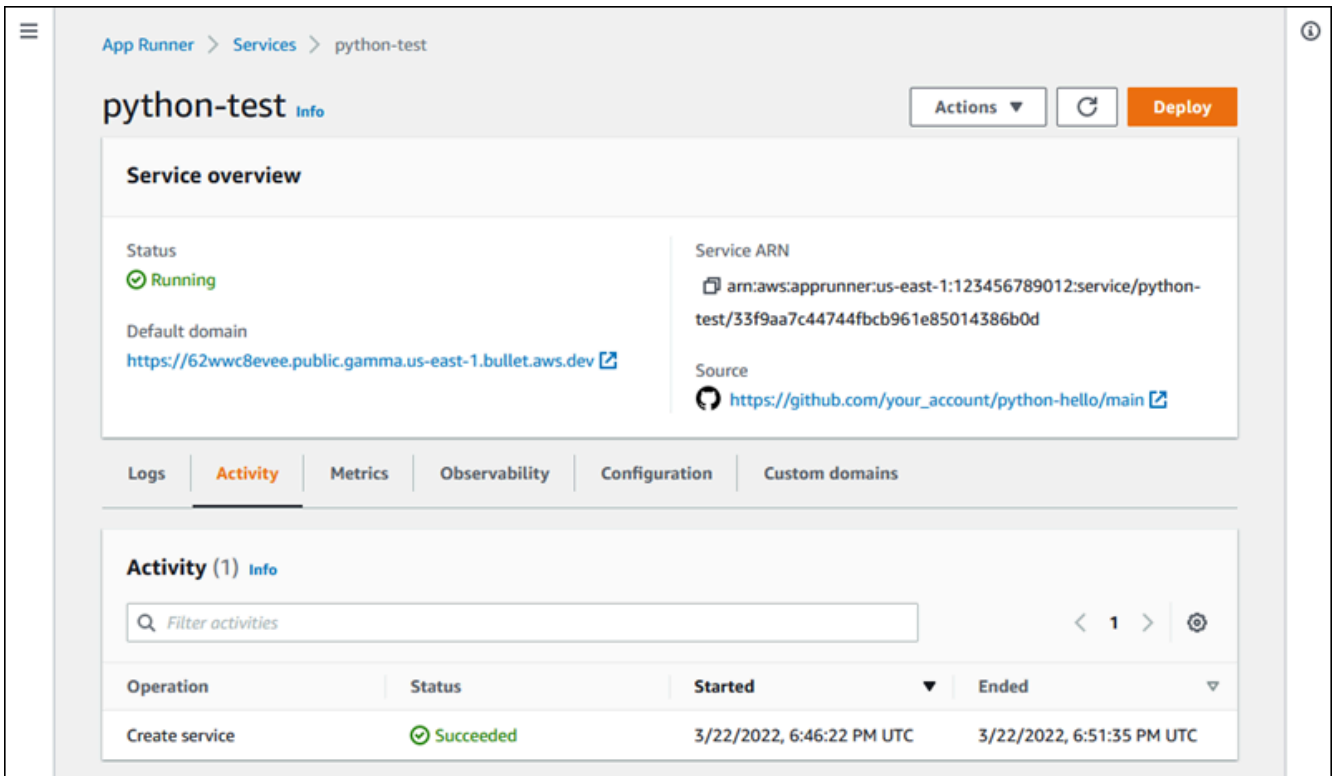 App Runner > Services > python-test
python-test Info
Actions ▼ Deploy
Service overview
Status
Running
Default domain
https://62wwc8evee.public.gamma.us-east-1.bullet.aws.dev
Service ARN
arn:aws:apprunner:us-east-1:123456789012:service/python-
test/33f9aa7c44744fbcb961e85014386b0d
Source
https://github.com/your_account/python-hello/main
Logs Activity Metrics Observability Configuration Custom domains
Activity (1) Info
Filter activities < 1 >
Operation Status Started ▼ Ended
Create service Succeeded 3/22/2022, 6:46:22 PM UTC 3/22/2022, 6:51:35 PM UTC